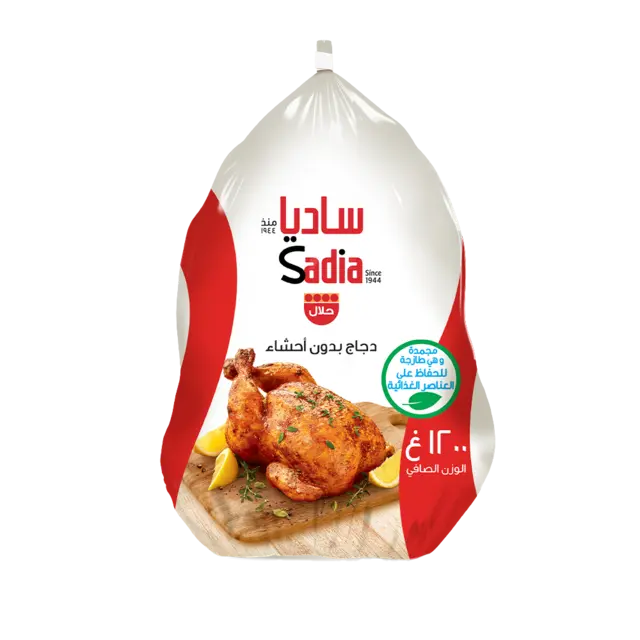 ساديا
منذ
١٩٤٤
Sadia
Since
1944
حلال
دجاج بدون أحشاء
مجمدة
وهي طازجة
للحفاظ على
العناصر الغذائية
١٢٠٠ غ
الوزن الصافي